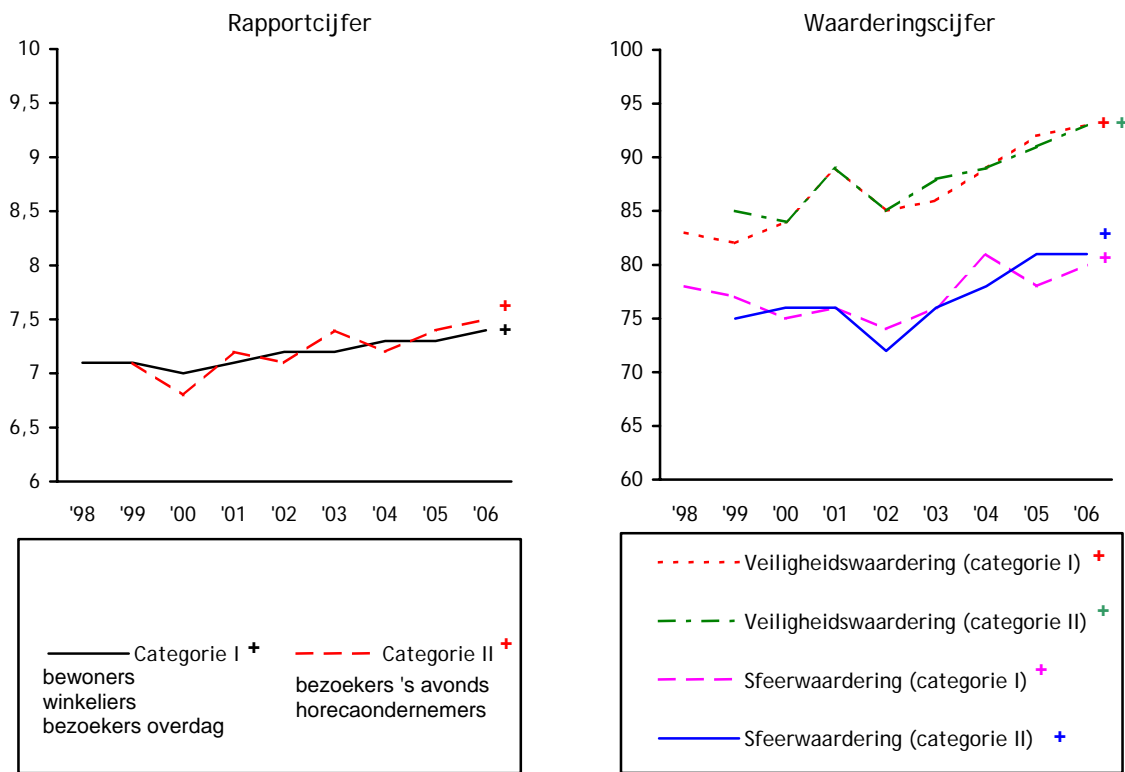 Rapportcijfer
10
9,5
9
8,5
8
7,5
7
6,5
6
'98 '99 '00 '01 '02 '03 '04 '05 '06
Categorie I +
bewoners
winkeliers
bezoekers overdag
Categorie II +
bezoekers 's avonds
horecaondernemers
Waarderingscijfer
100
95
90
85
80
75
70
65
60
'98 '99 '00 '01 '02 '03 '04 '05 '06
Veiligheidswaardering (categorie I) +
Veiligheidswaardering (categorie II) +
Sfeerwaardering (categorie I) +
Sfeerwaardering (categorie II) +